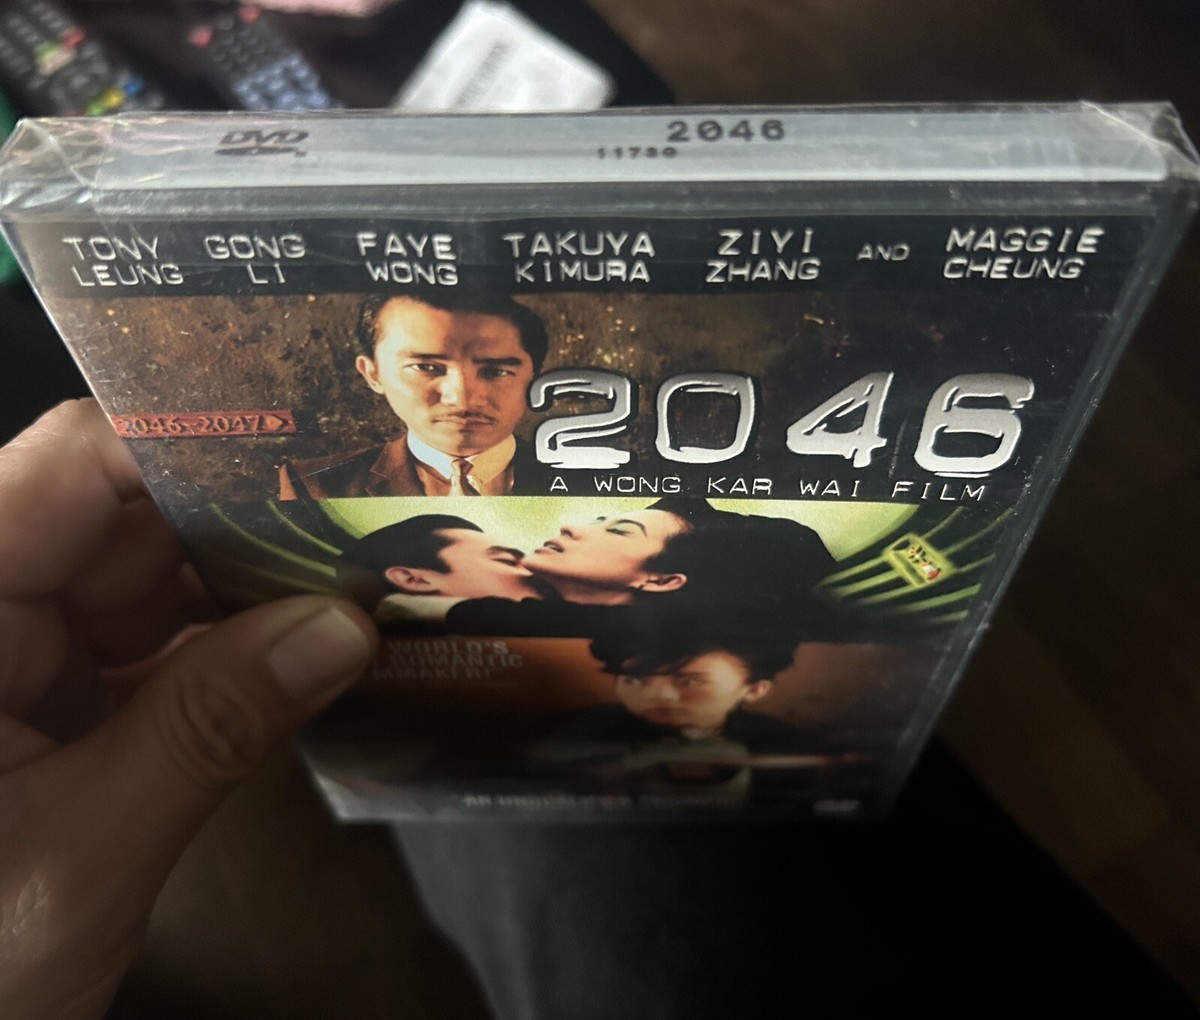 DVD
2046
11780
TONY LEUNG
GONG LI
FAYE WONG
TAKUYA KIMURA
ZIYI ZHANG
AND
MAGGIE CHEUNG
2046-2047
2046
A WONG KAR WAI FILM
WORLD'S
ROMANTIC